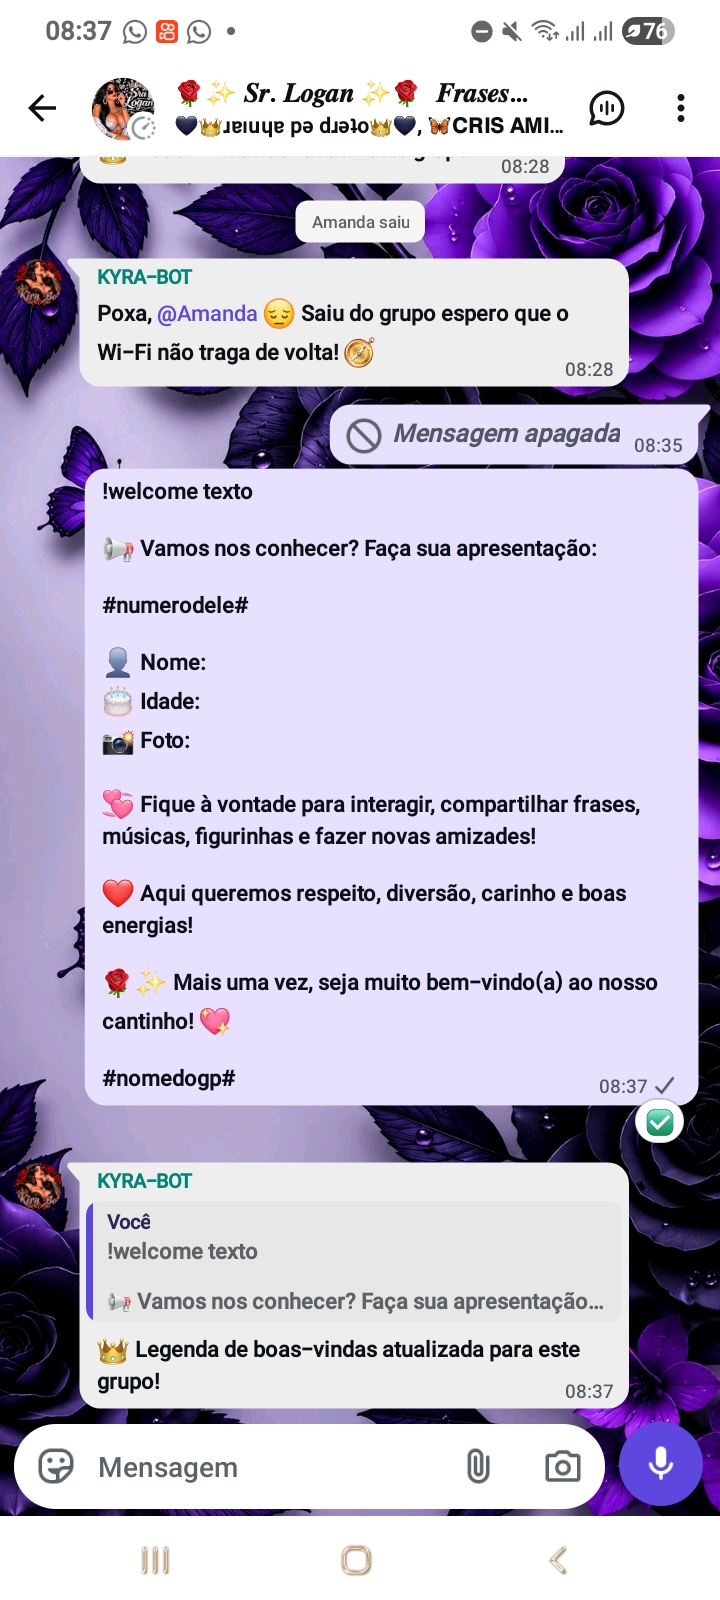 08:37
76
🌹✨ Sr. Logan ✨🌹 Frases...
🖤👑ɹɐıuɥɐ pǝ dɹǝʇo👑🖤, 🦋CRIS AMI...
08:28
Amanda saiu
KYRA-BOT
Poxa, @Amanda 😔 Saiu do grupo espero que o
Wi-Fi não traga de volta! 🧭
08:28
🚫 Mensagem apagada 08:35
!welcome texto
📢 Vamos nos conhecer? Faça sua apresentação:
#numerodele#
👤 Nome:
🎂 Idade:
📸 Foto:
💞 Fique à vontade para interagir, compartilhar frases,
músicas, figurinhas e fazer novas amizades!
❤️ Aqui queremos respeito, diversão, carinho e boas
energias!
🌹✨ Mais uma vez, seja muito bem-vindo(a) ao nosso
cantinho! 💖
#nomedogp#
08:37
✅
KYRA-BOT
Você
!welcome texto
📢 Vamos nos conhecer? Faça sua apresentação...
👑 Legenda de boas-vindas atualizada para este
grupo!
08:37
Mensagem